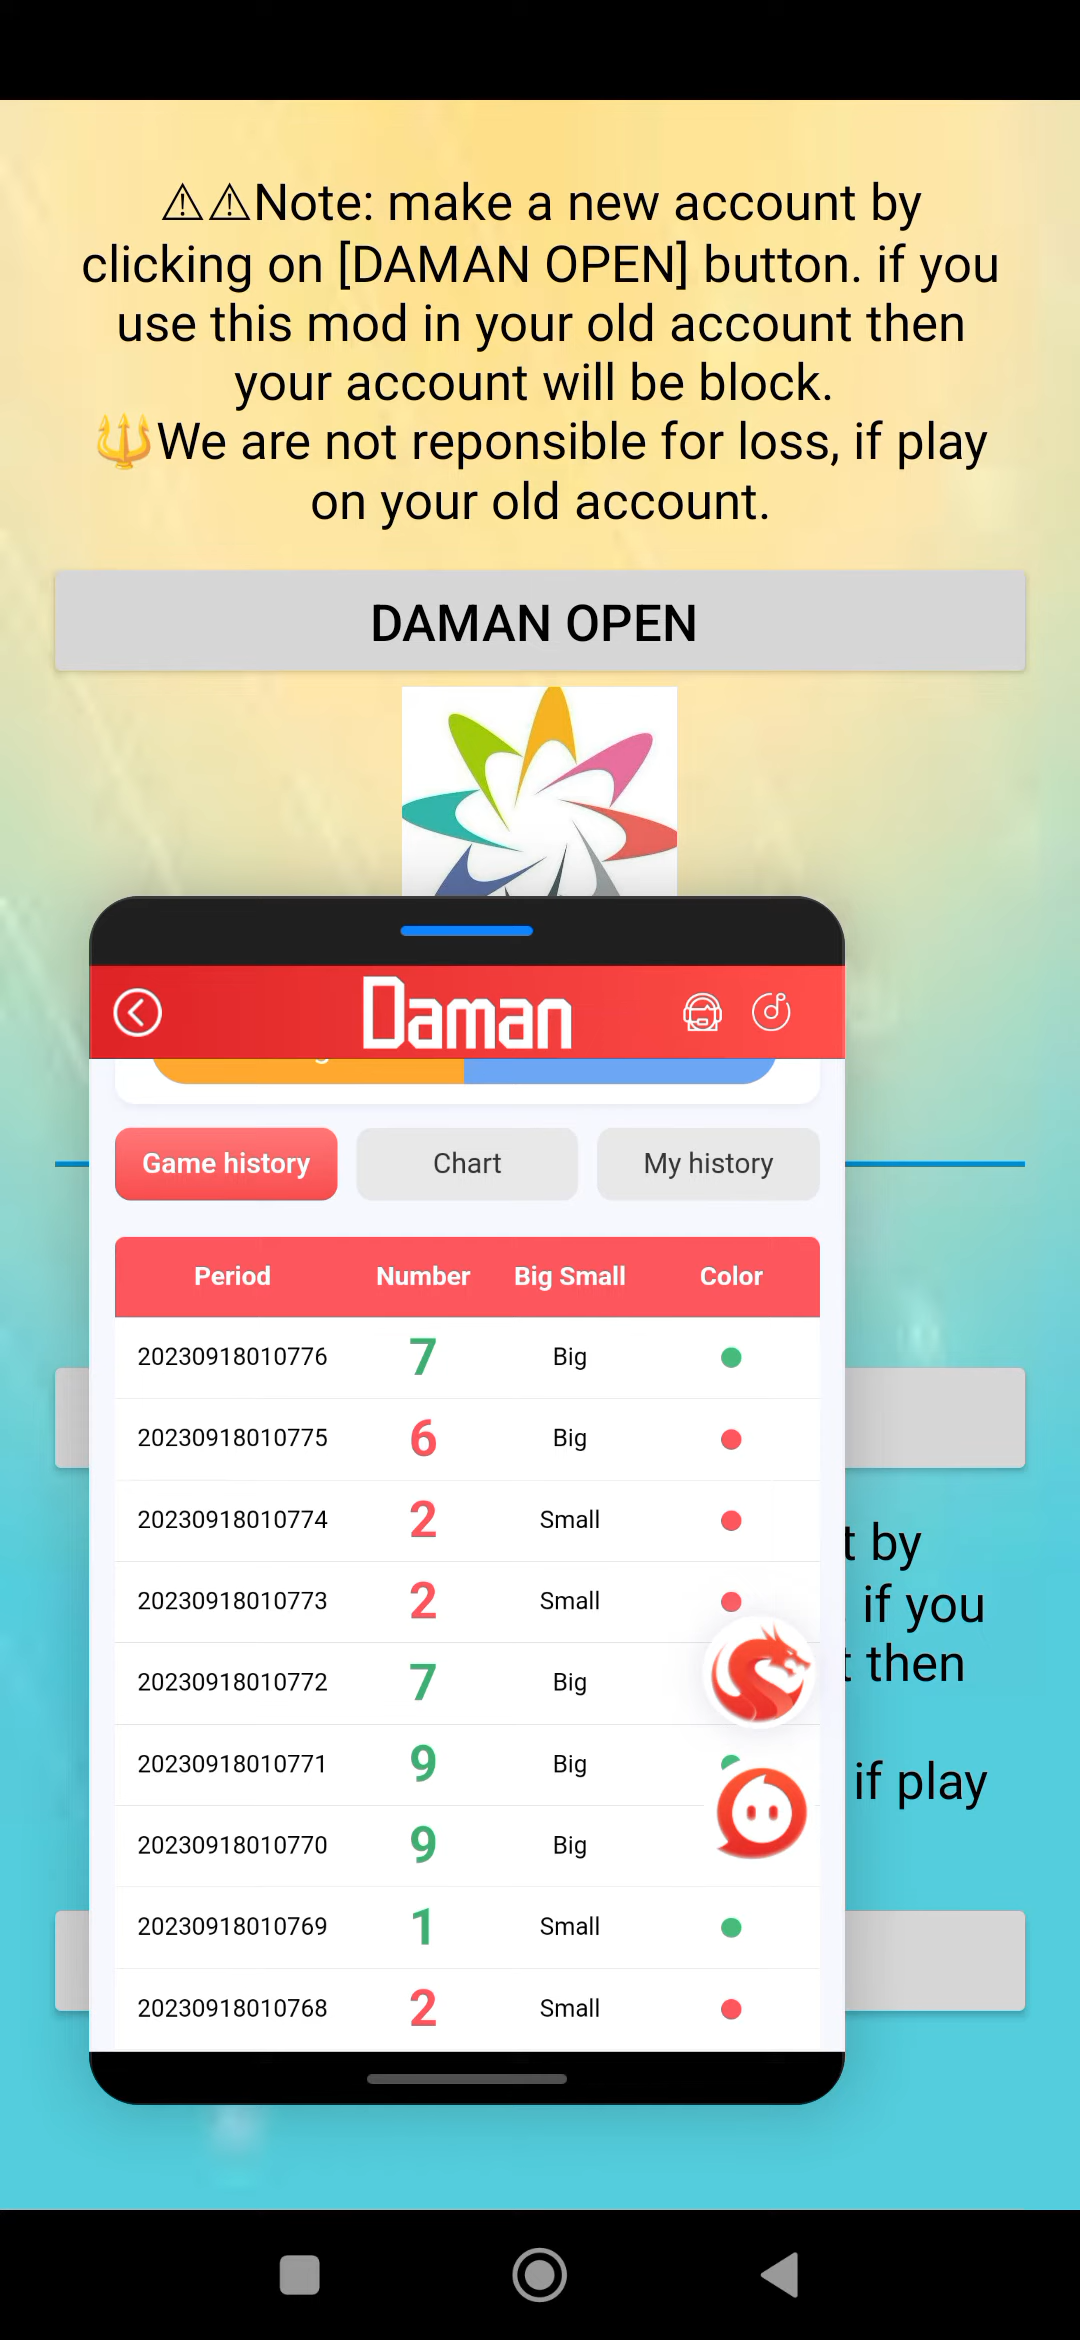 ⚠⚠Note: make a new account by
clicking on [DAMAN OPEN] button. if you
use this mod in your old account then
your account will be block.
🔱We are not reponsible for loss, if play
on your old account.
DAMAN OPEN
Daman
Game history
Chart
My history
Period Number Big Small Color
20230918010776 7 Big
20230918010775 6 Big
20230918010774 2 Small
20230918010773 2 Small
20230918010772 7 Big
20230918010771 9 Big
20230918010770 9 Big
20230918010769 1 Small
20230918010768 2 Small
t by
if you
t then
if play